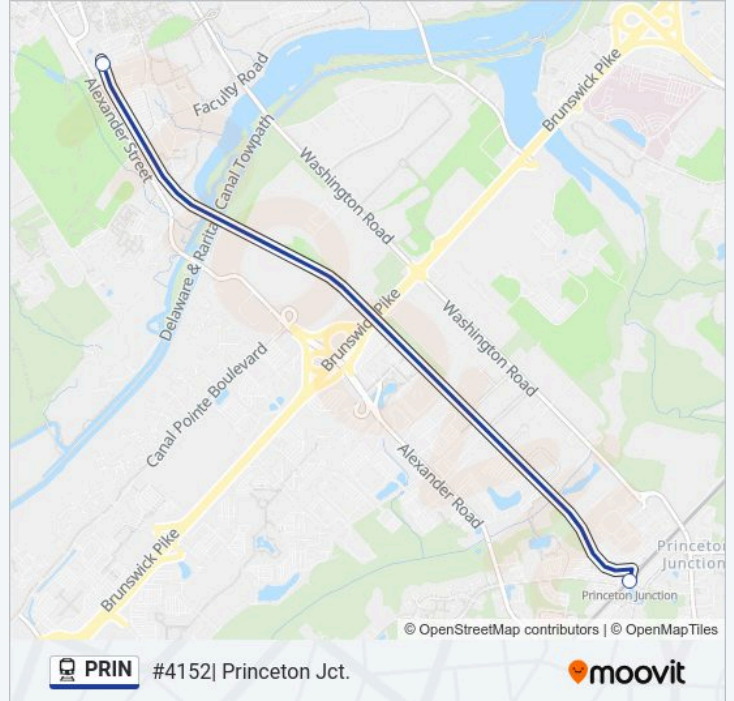 Faculty Road
Alexander Street
Brunswick Pike
Delaware & Raritan Canal Towpath
Washington Road
Brunswick Pike
Washington Road
Canal Pointe Boulevard
Alexander Road
Brunswick Pike
Princeton
Junction
Princeton Junction
© OpenStreetMap contributors | © OpenMapTiles
PRIN
#4152| Princeton Jct.
moovit